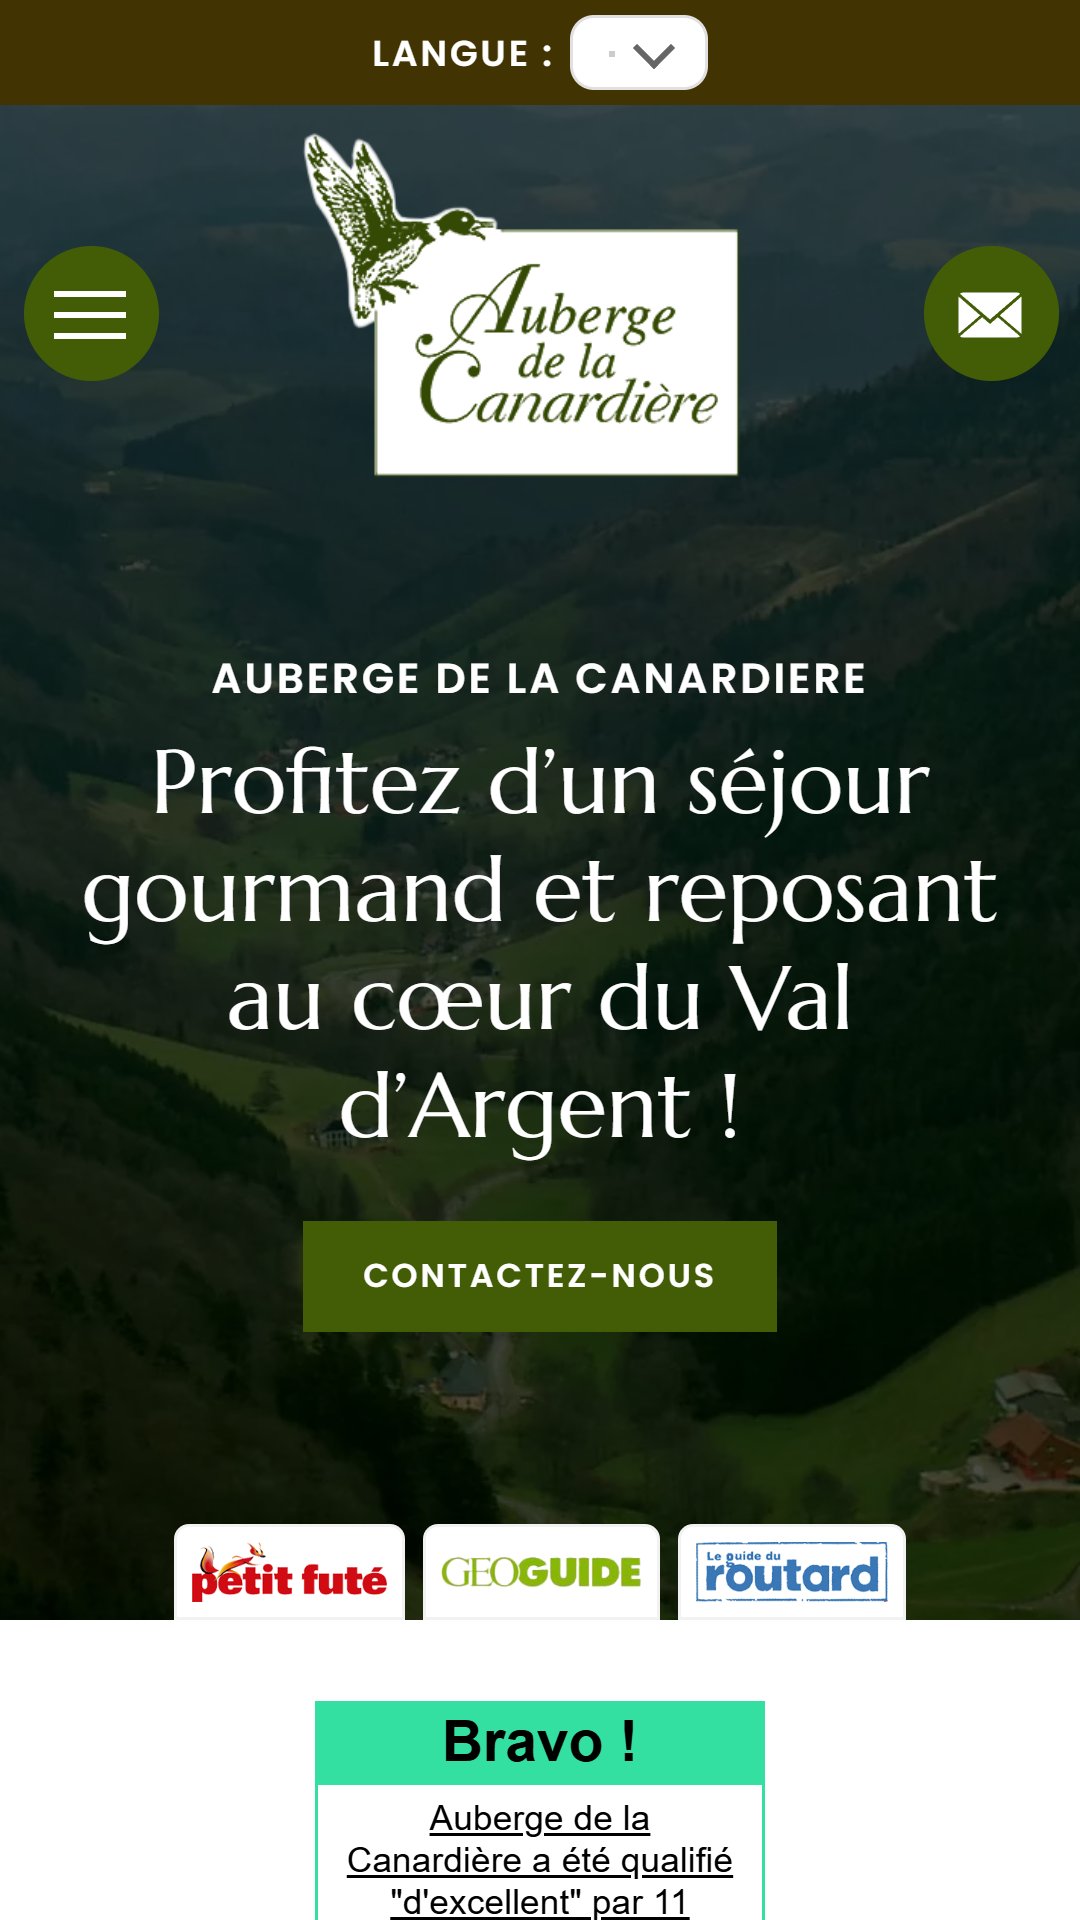 LANGUE :
Auberge
de la
Canardière
AUBERGE DE LA CANARDIERE
Profitez d’un séjour
gourmand et reposant
au cœur du Val
d’Argent !
CONTACTEZ-NOUS
petit futé
GEOGUIDE
Le guide du
routard
Bravo !
Auberge de la
Canardière a été qualifié
"d'excellent" par 11